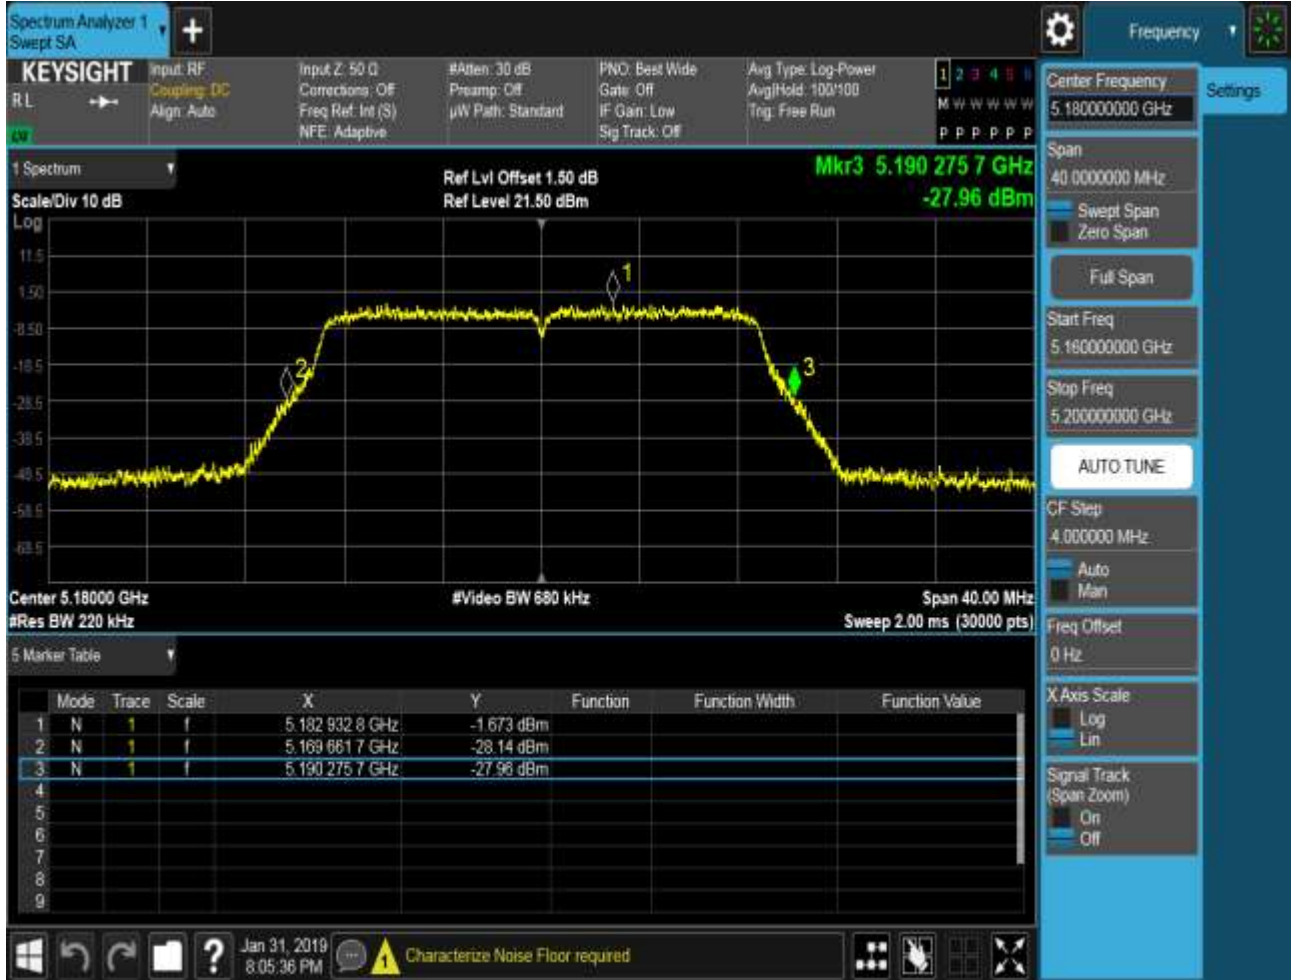 Spectrum Analyzer 1
Swept SA
Frequency
KEYSIGHT
RL
Input: RF
Coupling: DC
Align: Auto
Input Z: 50 Ω
Corrections: Off
Freq Ref: Int (S)
NFE: Adaptive
#Atten: 30 dB
Preamp: Off
µW Path: Standard
PNO: Best Wide
Gate: Off
IF Gain: Low
Sig Track: Off
Avg Type: Log-Power
Avg|Hold: 100/100
Trig: Free Run
1 2 3 4 5 6
M W W W W W
P P P P P P
1 Spectrum
Scale/Div 10 dB
Ref Lvl Offset 1.50 dB
Ref Level 21.50 dBm
Mkr3 5.190 275 7 GHz
-27.96 dBm
Log
11.5
1.50
-8.50
-18.5
-28.5
-38.5
-48.5
-58.5
-68.5
1
2
3
Center 5.18000 GHz
#Video BW 680 kHz
Span 40.00 MHz
#Res BW 220 kHz
Sweep 2.00 ms (30000 pts)
5 Marker Table
Mode Trace Scale X Y Function Function Width Function Value
1 N 1 f 5.182 932 8 GHz -1.673 dBm
2 N 1 f 5.169 661 7 GHz -28.14 dBm
3 N 1 f 5.190 275 7 GHz -27.96 dBm
4
5
6
7
8
9
Center Frequency
5.180000000 GHz
Settings
Span
40.0000000 MHz
Swept Span
Zero Span
Full Span
Start Freq
5.160000000 GHz
Stop Freq
5.200000000 GHz
AUTO TUNE
CF Step
4.000000 MHz
Auto
Man
Freq Offset
0 Hz
X Axis Scale
Log
Lin
Signal Track
(Span Zoom)
On
Off
?
Jan 31, 2019
8:05:36 PM
1
Characterize Noise Floor required